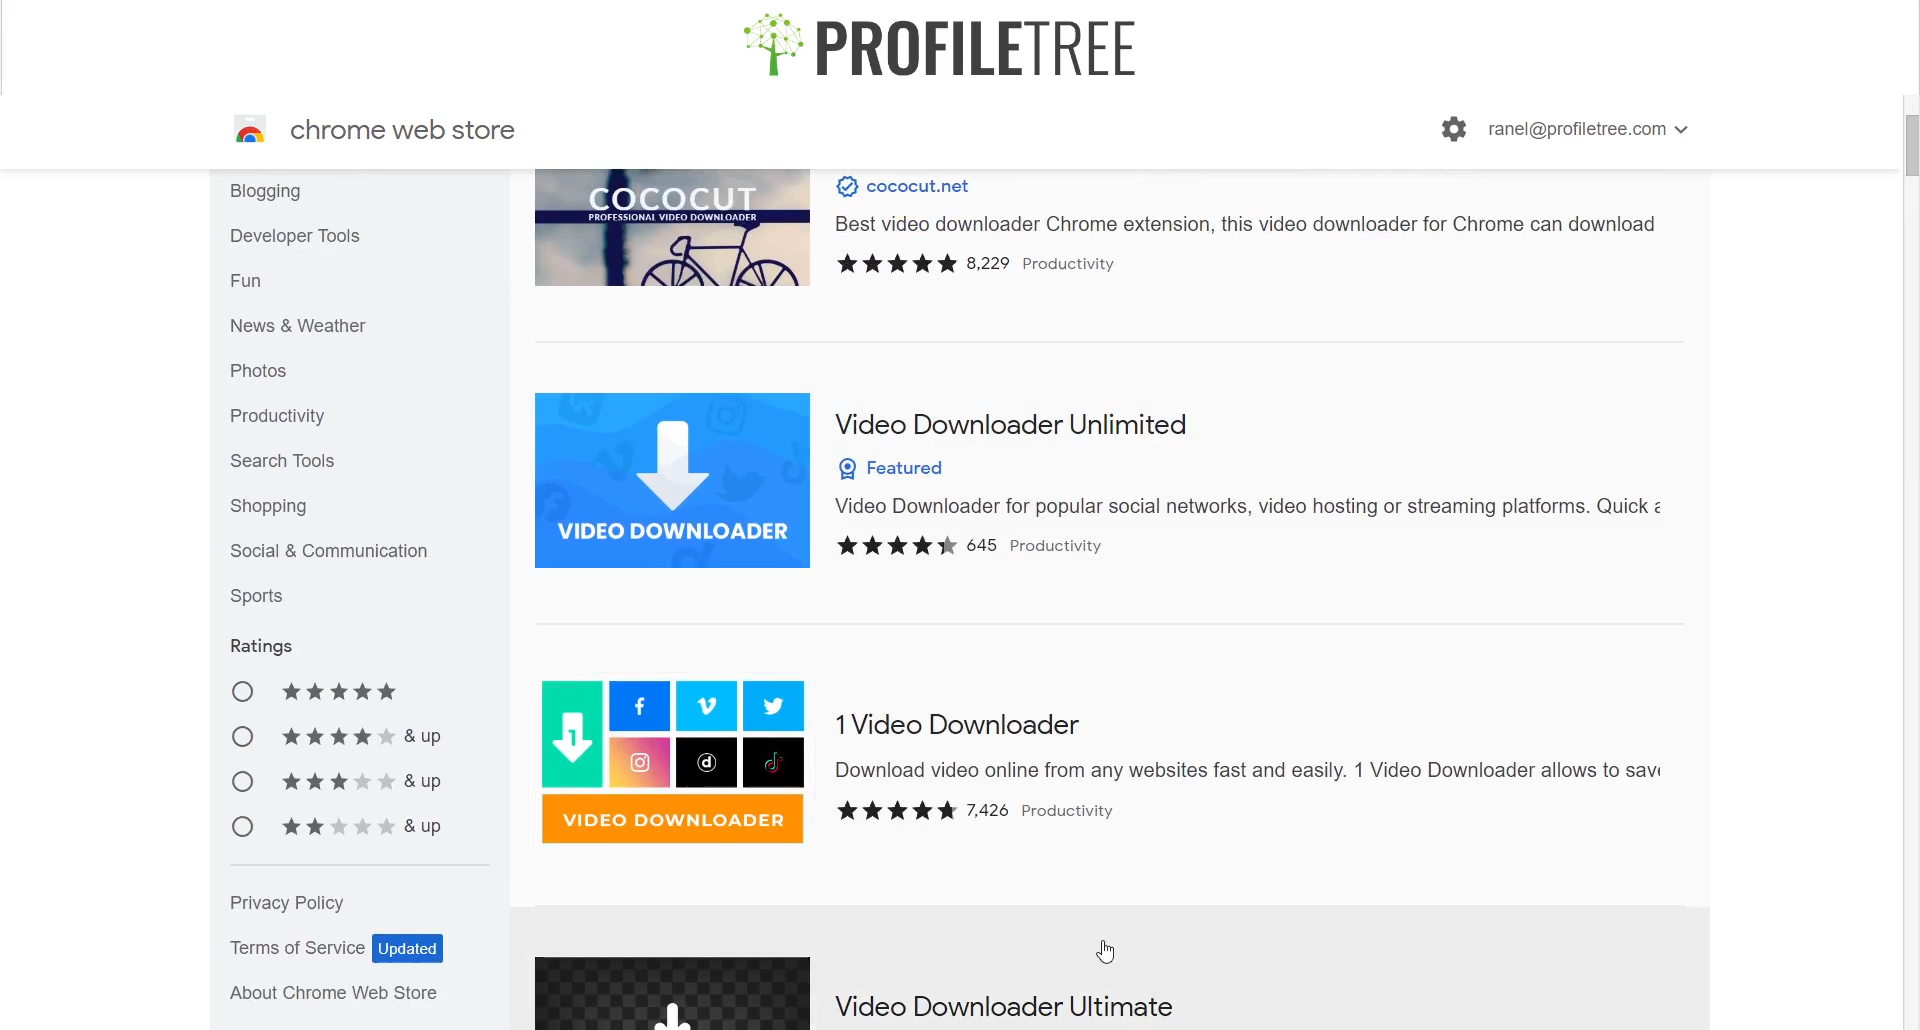 PROFILETREE
chrome web store
ranel@profiletree.com
Blogging
Developer Tools
Fun
News & Weather
Photos
Productivity
Search Tools
Shopping
Social & Communication
Sports
Ratings
& up
& up
& up
Privacy Policy
Terms of Service Updated
About Chrome Web Store
COCOCUT
PROFESSIONAL VIDEO DOWNLOADER
cococut.net
Best video downloader Chrome extension, this video downloader for Chrome can download
8,229 Productivity
VIDEO DOWNLOADER
Video Downloader Unlimited
Featured
Video Downloader for popular social networks, video hosting or streaming platforms. Quick
645 Productivity
1
VIDEO DOWNLOADER
1 Video Downloader
Download video online from any websites fast and easily. 1 Video Downloader allows to save
7,426 Productivity
Video Downloader Ultimate